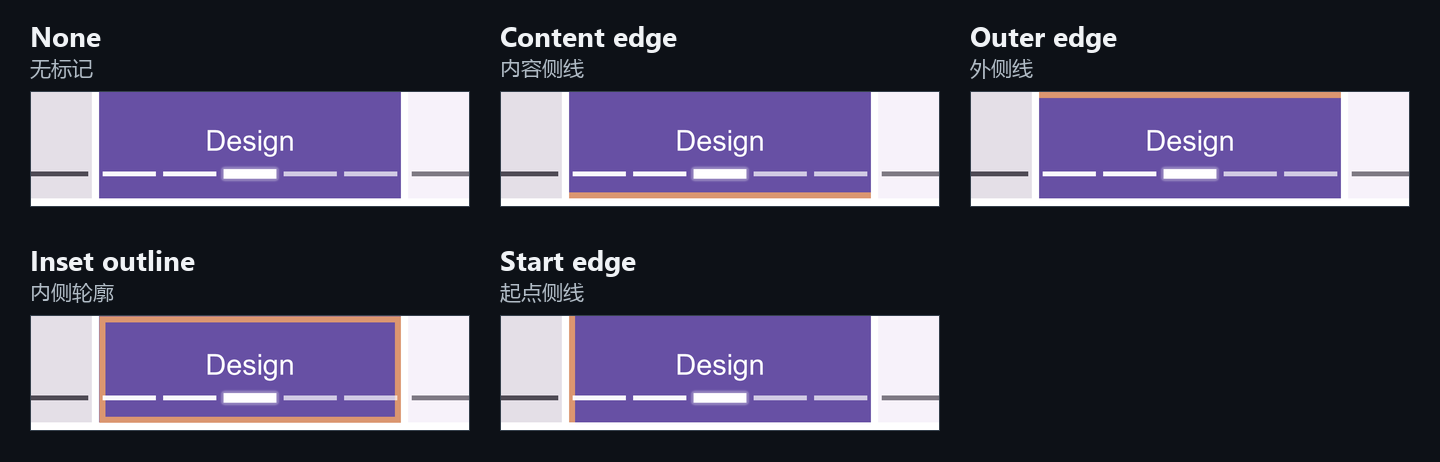 None
无标记
Design
Content edge
内容侧线
Design
Outer edge
外侧线
Design
Inset outline
内侧轮廓
Design
Start edge
起点侧线
Design